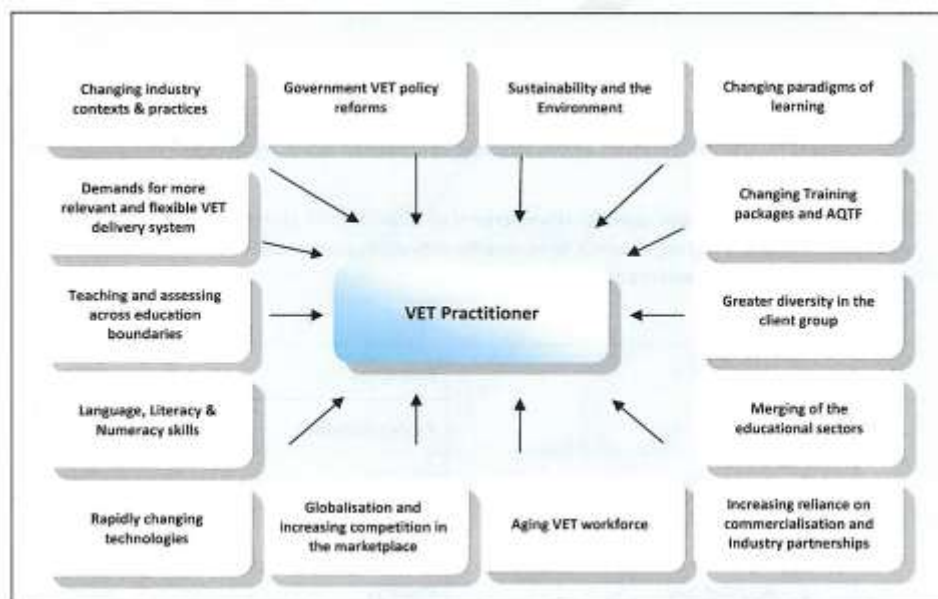 Changing industry
contexts & practices
Government VET policy
reforms
Sustainability and the
Environment
Changing paradigms of
learning
Demands for more
relevant and flexible VET
delivery system
Changing Training
packages and AQTF
Teaching and assessing
across education
boundaries
VET Practitioner
Greater diversity in the
client group
Language, Literacy &
Numeracy skills
Merging of the
educational sectors
Rapidly changing
technologies
Globalisation and
increasing competition in
the marketplace
Aging VET workforce
Increasing reliance on
commercialisation and
Industry partnerships